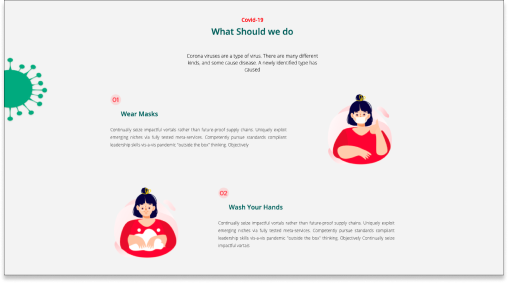 Covid-19
What Should we do
Corona viruses are a type of virus. There are many different
kinds, and some cause disease. A newly identified type has
caused
01
Wear Masks
Continually seize impactful vortals rather than future-proof supply chains. Uniquely exploit
emerging niches via fully tested meta-services. Competently pursue standards compliant
leadership skills vis-a-vis pandemic "outside the box" thinking. Objectively
02
Wash Your Hands
Continually seize impactful vortals rather than future-proof supply chains. Uniquely exploit
emerging niches via fully tested meta-services. Competently pursue standards compliant
leadership skills vis-a-vis pandemic "outside the box" thinking. Objectively Continually seize
impactful vortals